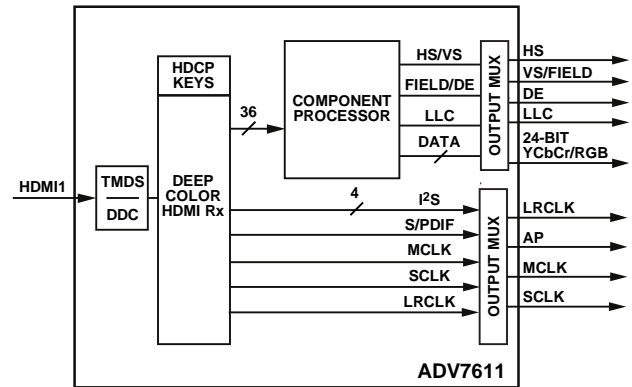 HDMI1
TMDS
DDC
HDCP
KEYS
DEEP
COLOR
HDMI Rx
36
COMPONENT
PROCESSOR
HS/VS
FIELD/DE
LLC
DATA
OUTPUT MUX
HS
VS/FIELD
DE
LLC
24-BIT
YCbCr/RGB
4
I²S
S/PDIF
MCLK
SCLK
LRCLK
OUTPUT MUX
LRCLK
AP
MCLK
SCLK
ADV7611